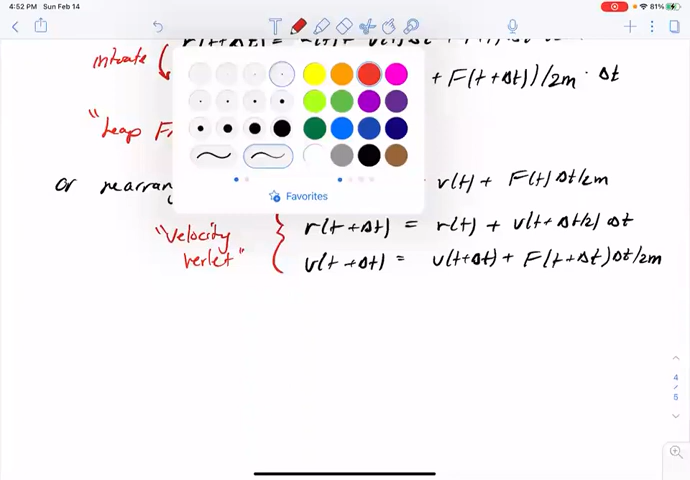 4:52 PM Sun Feb 14
81%
initiate
+ F(t+Δt))/2m · Δt
"Leap
or rearran
v(t) + F(t)Δt/2m
Favorites
"Velocity
r(t+Δt) = r(t) + v(t+Δt/2)Δt
verlet"
v(t+Δt) = v(t+Δt) + F(t+Δt)Δt/2m
4
/
5